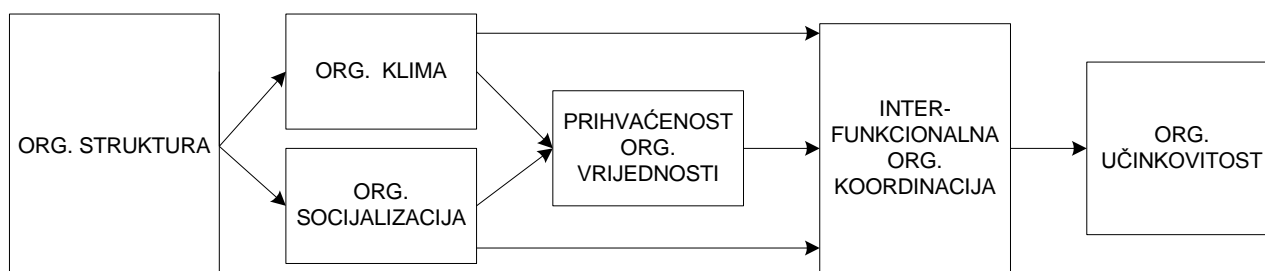 ORG. STRUKTURA
ORG. KLIMA
ORG.
SOCIJALIZACIJA
PRIHVAĆENOST
ORG.
VRIJEDNOSTI
INTER-
FUNKCIONALNA
ORG.
KOORDINACIJA
ORG.
UČINKOVITOST